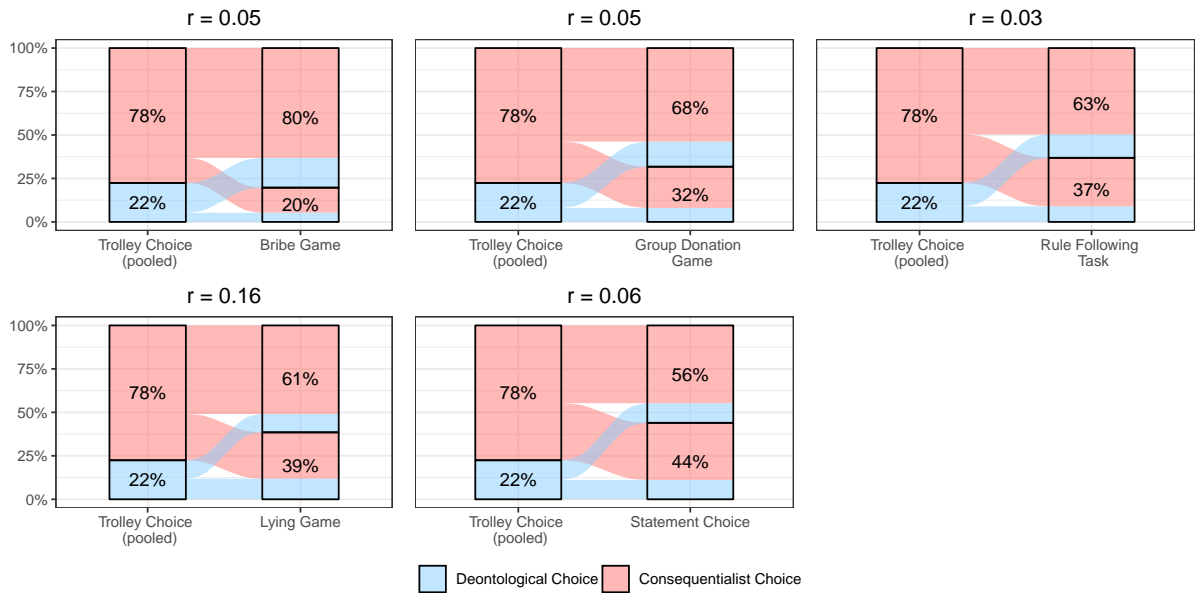 r = 0.05
r = 0.05
r = 0.03
100%
75%
50%
25%
0%
78%
22%
80%
20%
78%
22%
68%
32%
78%
22%
63%
37%
Trolley Choice
(pooled)
Bribe Game
Trolley Choice
(pooled)
Group Donation
Game
Trolley Choice
(pooled)
Rule Following
Task
r = 0.16
r = 0.06
100%
75%
50%
25%
0%
78%
22%
61%
39%
78%
22%
56%
44%
Trolley Choice
(pooled)
Lying Game
Trolley Choice
(pooled)
Statement Choice
Deontological Choice
Consequentialist Choice